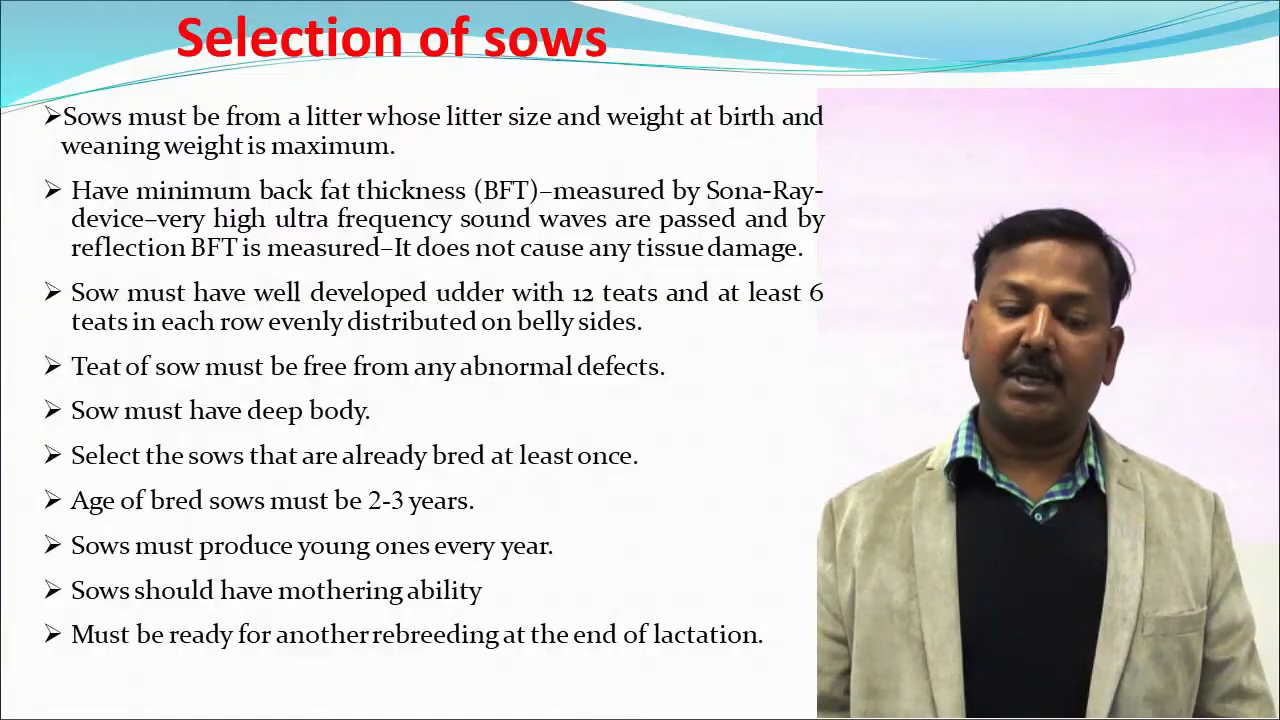 Selection of sows
➢Sows must be from a litter whose litter size and weight at birth and
weaning weight is maximum.
➢ Have minimum back fat thickness (BFT)–measured by Sona-Ray-
device–very high ultra frequency sound waves are passed and by
reflection BFT is measured–It does not cause any tissue damage.
➢ Sow must have well developed udder with 12 teats and at least 6
teats in each row evenly distributed on belly sides.
➢ Teat of sow must be free from any abnormal defects.
➢ Sow must have deep body.
➢ Select the sows that are already bred at least once.
➢ Age of bred sows must be 2-3 years.
➢ Sows must produce young ones every year.
➢ Sows should have mothering ability
➢ Must be ready for another rebreeding at the end of lactation.